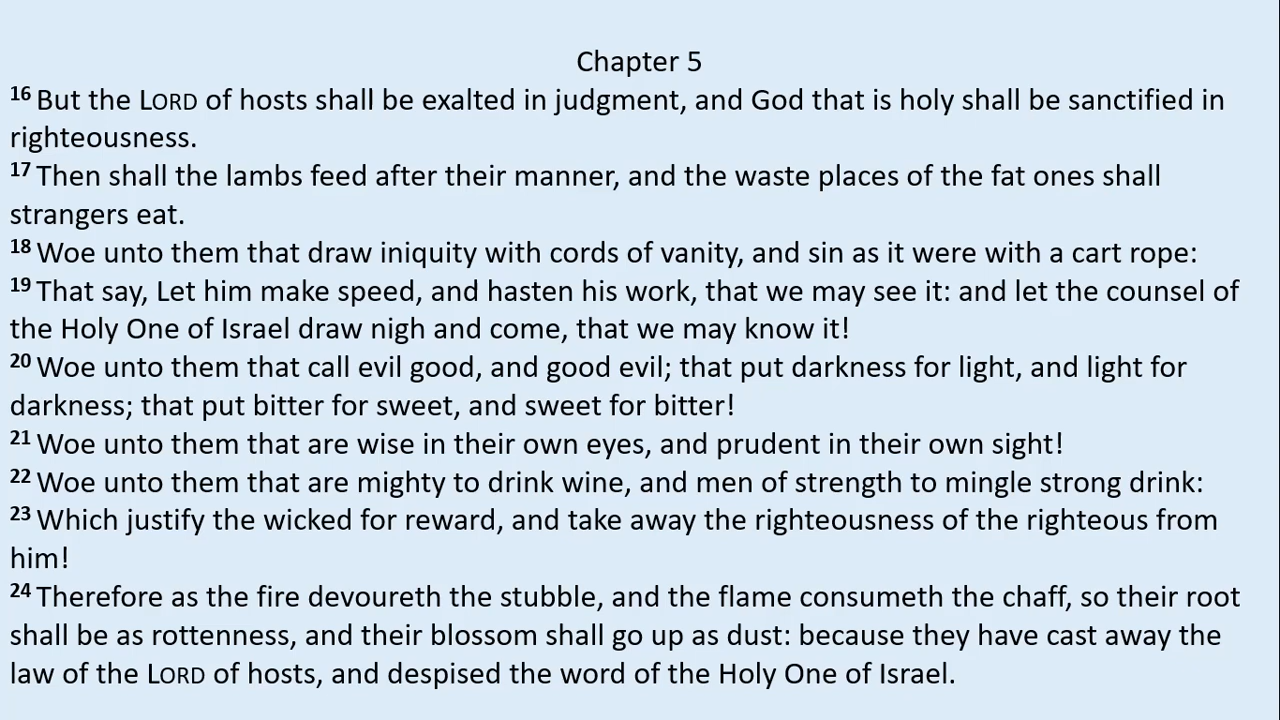 Chapter 5
16 But the LORD of hosts shall be exalted in judgment, and God that is holy shall be sanctified in
righteousness.
17 Then shall the lambs feed after their manner, and the waste places of the fat ones shall
strangers eat.
18 Woe unto them that draw iniquity with cords of vanity, and sin as it were with a cart rope:
19 That say, Let him make speed, and hasten his work, that we may see it: and let the counsel of
the Holy One of Israel draw nigh and come, that we may know it!
20 Woe unto them that call evil good, and good evil; that put darkness for light, and light for
darkness; that put bitter for sweet, and sweet for bitter!
21 Woe unto them that are wise in their own eyes, and prudent in their own sight!
22 Woe unto them that are mighty to drink wine, and men of strength to mingle strong drink:
23 Which justify the wicked for reward, and take away the righteousness of the righteous from
him!
24 Therefore as the fire devoureth the stubble, and the flame consumeth the chaff, so their root
shall be as rottenness, and their blossom shall go up as dust: because they have cast away the
law of the LORD of hosts, and despised the word of the Holy One of Israel.